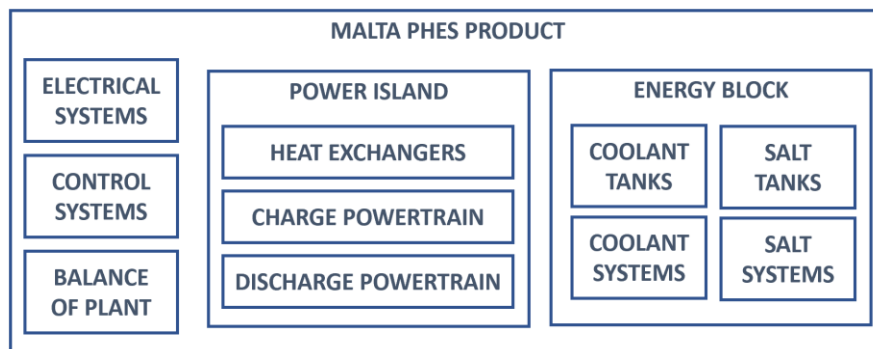 MALTA PHES PRODUCT
ELECTRICAL
SYSTEMS
CONTROL
SYSTEMS
BALANCE
OF PLANT
POWER ISLAND
HEAT EXCHANGERS
CHARGE POWERTRAIN
DISCHARGE POWERTRAIN
ENERGY BLOCK
COOLANT
TANKS
SALT
TANKS
COOLANT
SYSTEMS
SALT
SYSTEMS